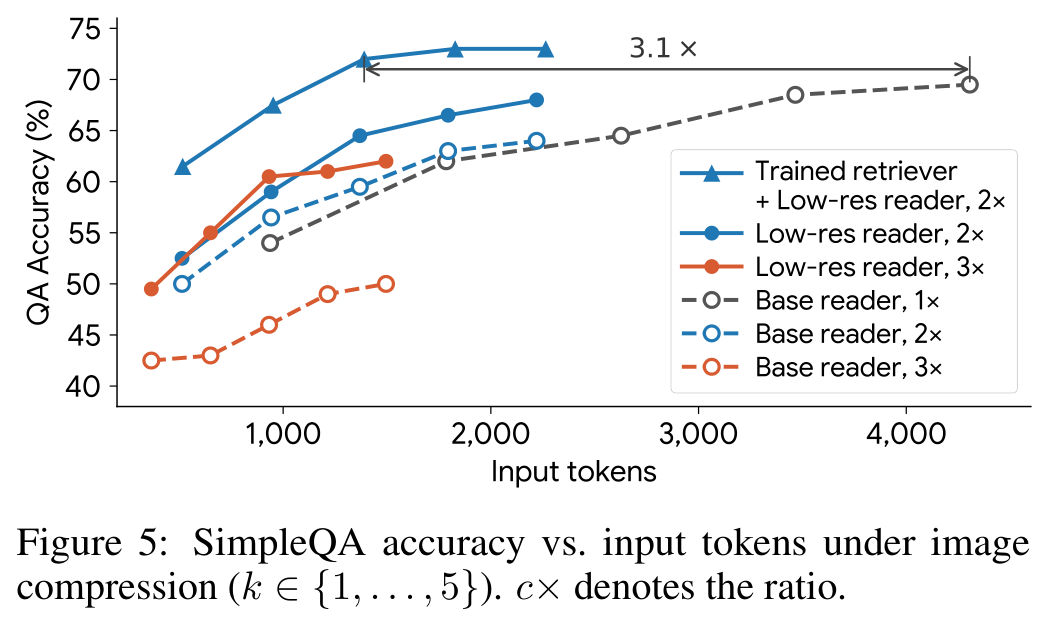 75
70
65
60
55
50
45
40
QA Accuracy (%)
3.1 ×
Trained retriever
+ Low-res reader, 2×
Low-res reader, 2×
Low-res reader, 3×
Base reader, 1×
Base reader, 2×
Base reader, 3×
1,000 2,000 3,000 4,000
Input tokens
Figure 5: SimpleQA accuracy vs. input tokens under image
compression (k ∈ {1, . . . , 5}). c× denotes the ratio.